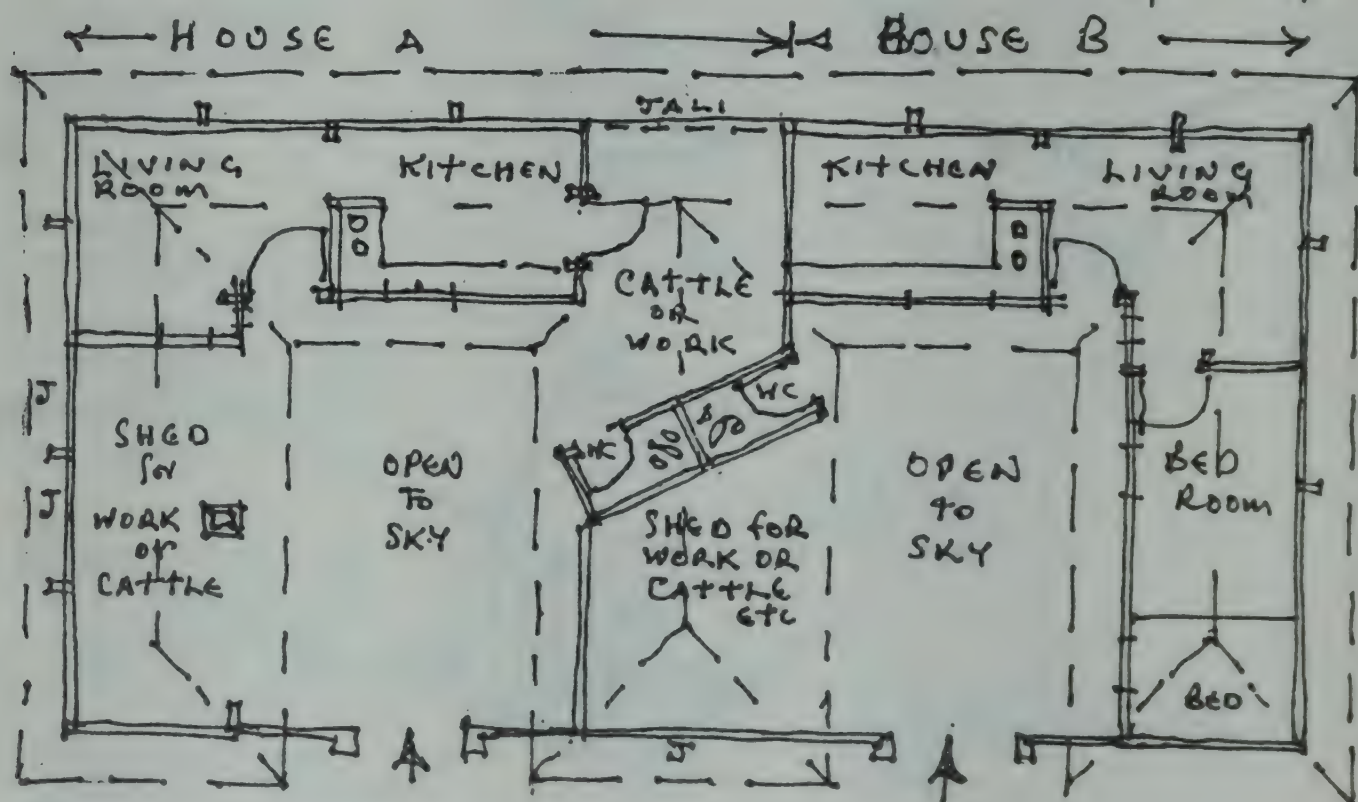 HOUSE A
HOUSE B
JALI
LIVING
ROOM
KITCHEN
KITCHEN
LIVING
ROOM
CATTLE
OR
WORK
WC
WC
J
J
SHED
for
WORK
or
CATTLE
OPEN
TO
SKY
SHED FOR
WORK OR
CATTLE
ETC
OPEN
TO
SKY
BED
ROOM
BED
J